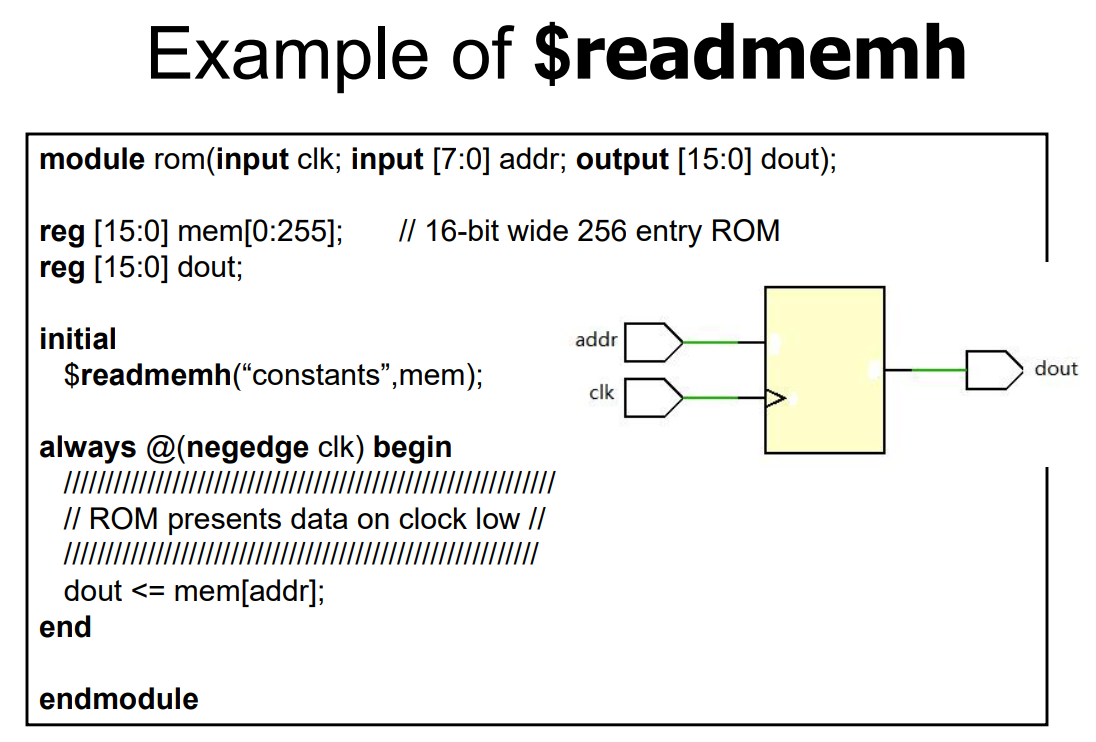 Example of $readmemh
module rom(input clk; input [7:0] addr; output [15:0] dout);
reg [15:0] mem[0:255];	// 16-bit wide 256 entry ROM
reg [15:0] dout;
initial
$readmemh(“constants”,mem);
always @(negedge clk) begin
///////////////////////////////////////////////////////////
// ROM presents data on clock low //
/////////////////////////////////////////////////////////
dout <= mem[addr];
end
endmodule
addr
clk
dout